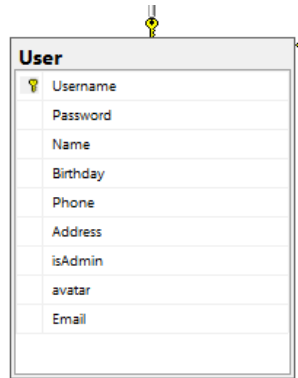 User
Username
Password
Name
Birthday
Phone
Address
isAdmin
avatar
Email